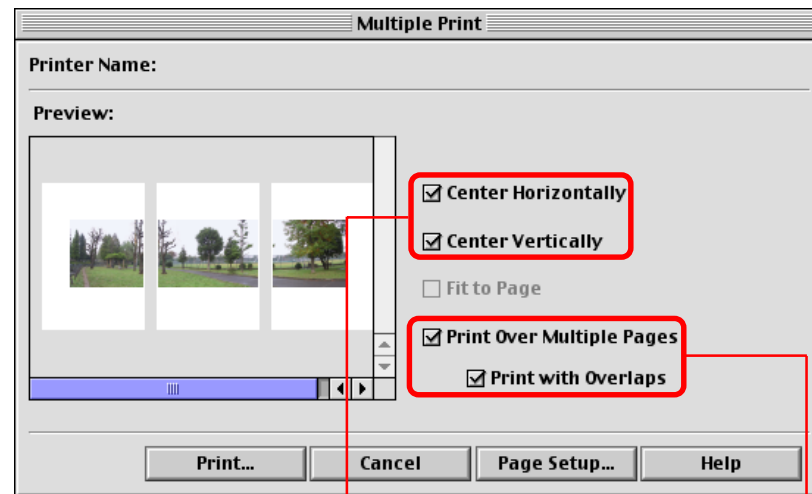 Multiple Print
Printer Name:
Preview:
Center Horizontally
Center Vertically
Fit to Page
Print Over Multiple Pages
Print with Overlaps
Print...
Cancel
Page Setup...
Help